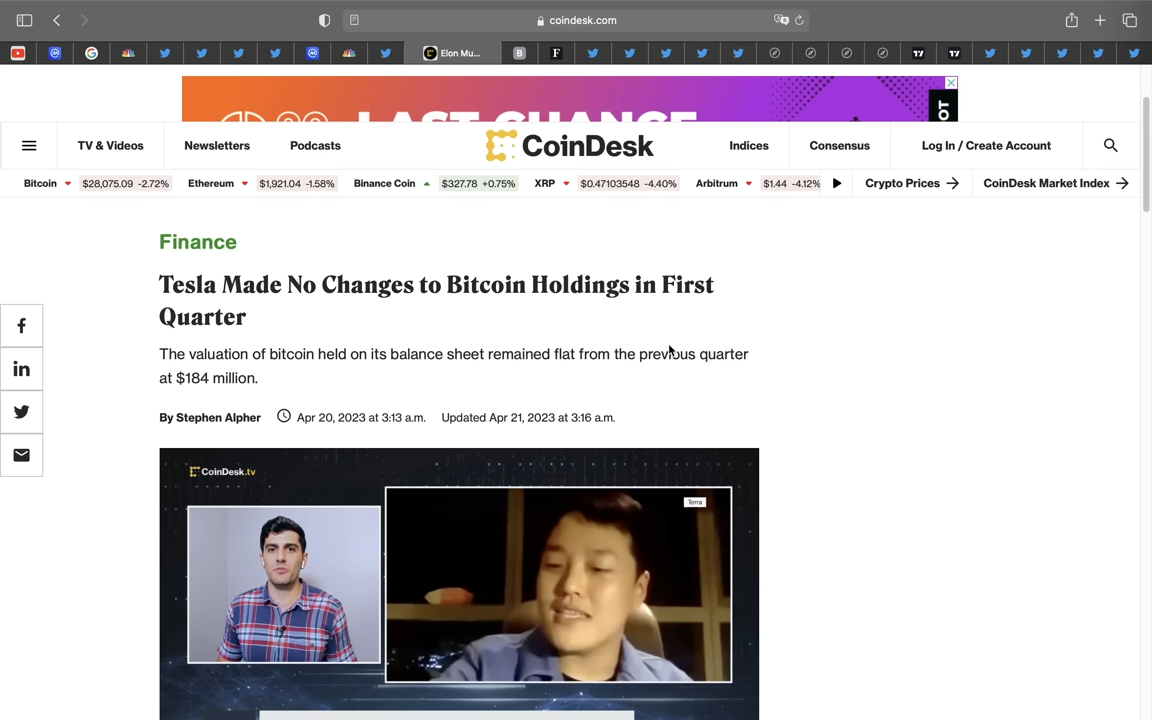 coindesk.com
Elon Mu...
LAST CHANCE
TV & Videos
Newsletters
Podcasts
CoinDesk
Indices
Consensus
Log In / Create Account
Bitcoin $28,075.09 -2.72% Ethereum $1,921.04 -1.58% Binance Coin $327.78 +0.75% XRP $0.47103548 -4.40% Arbitrum $1.44 -4.12%
Crypto Prices
CoinDesk Market Index
Finance
Tesla Made No Changes to Bitcoin Holdings in First
Quarter
The valuation of bitcoin held on its balance sheet remained flat from the previous quarter
at $184 million.
By Stephen Alpher Apr 20, 2023 at 3:13 a.m. Updated Apr 21, 2023 at 3:16 a.m.
CoinDesk.tv
Terra